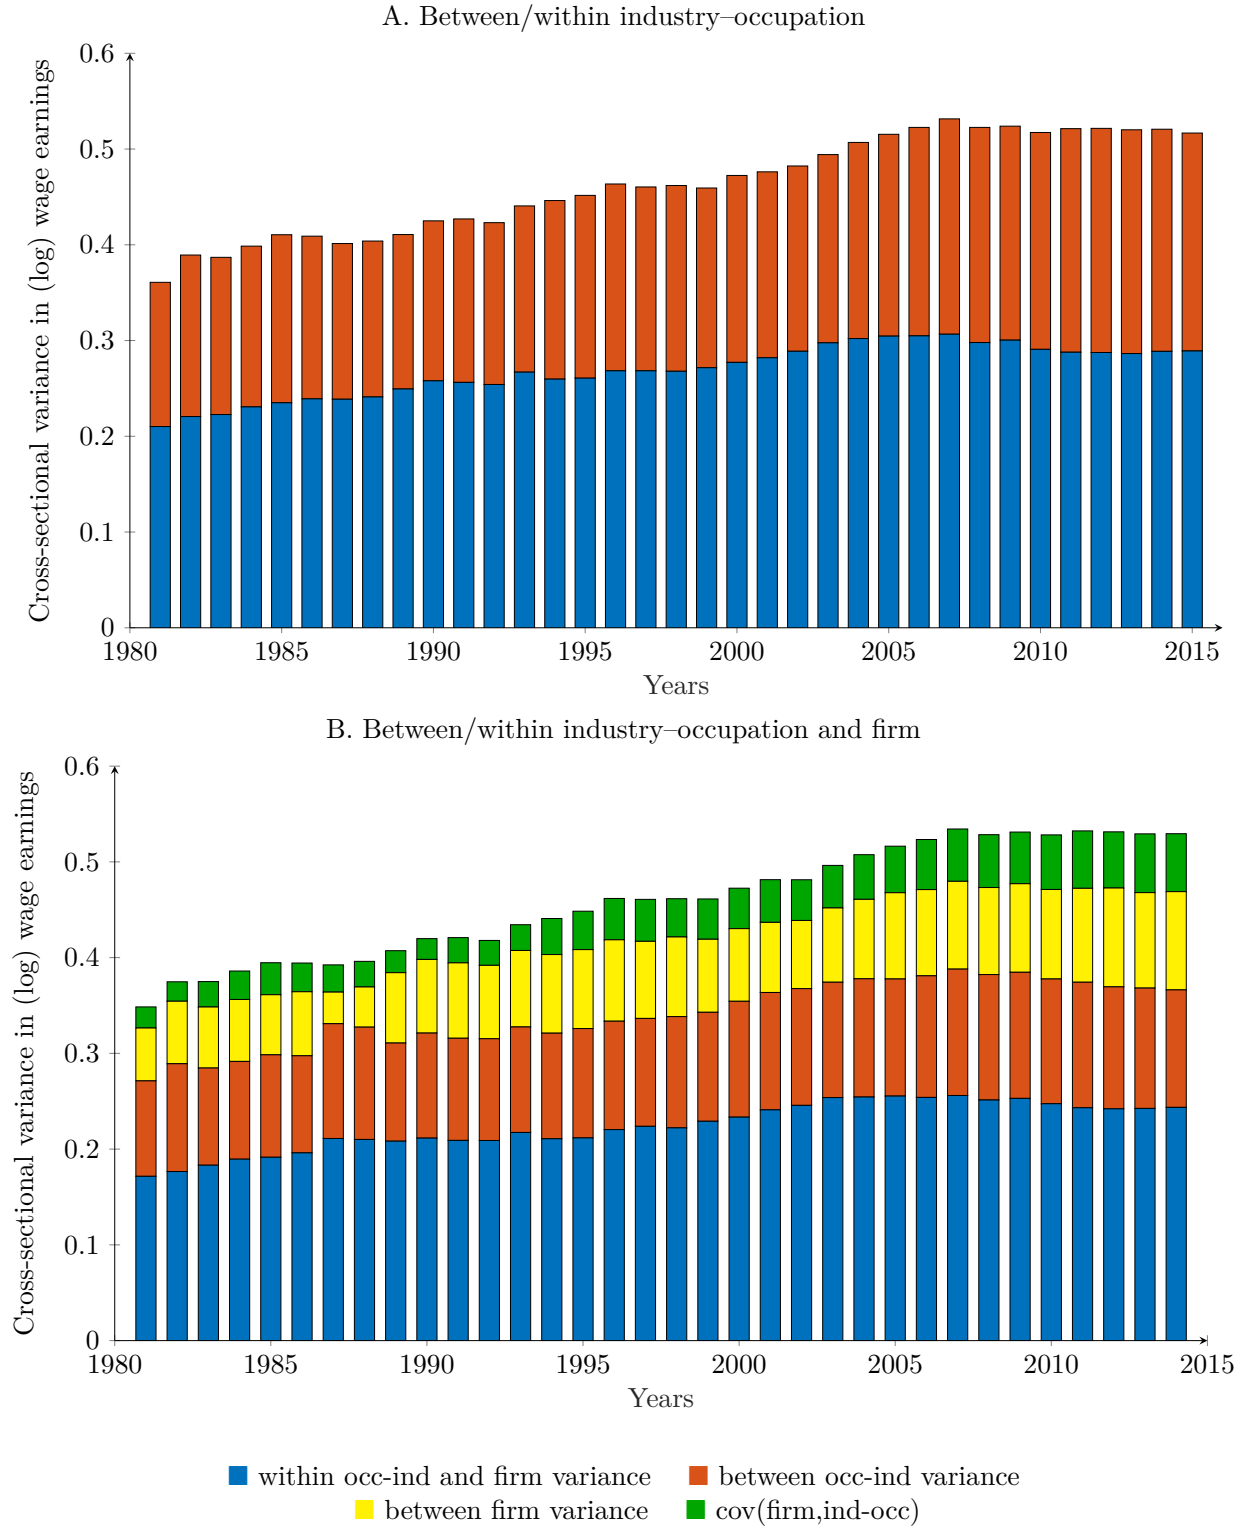 A. Between/within industry–occupation
Cross-sectional variance in (log) wage earnings
0.6
0.5
0.4
0.3
0.2
0.1
0
1980 1985 1990 1995 2000 2005 2010 2015
Years
B. Between/within industry–occupation and firm
Cross-sectional variance in (log) wage earnings
0.6
0.5
0.4
0.3
0.2
0.1
0
1980 1985 1990 1995 2000 2005 2010 2015
Years
within occ-ind and firm variance between occ-ind variance
between firm variance cov(firm,ind-occ)